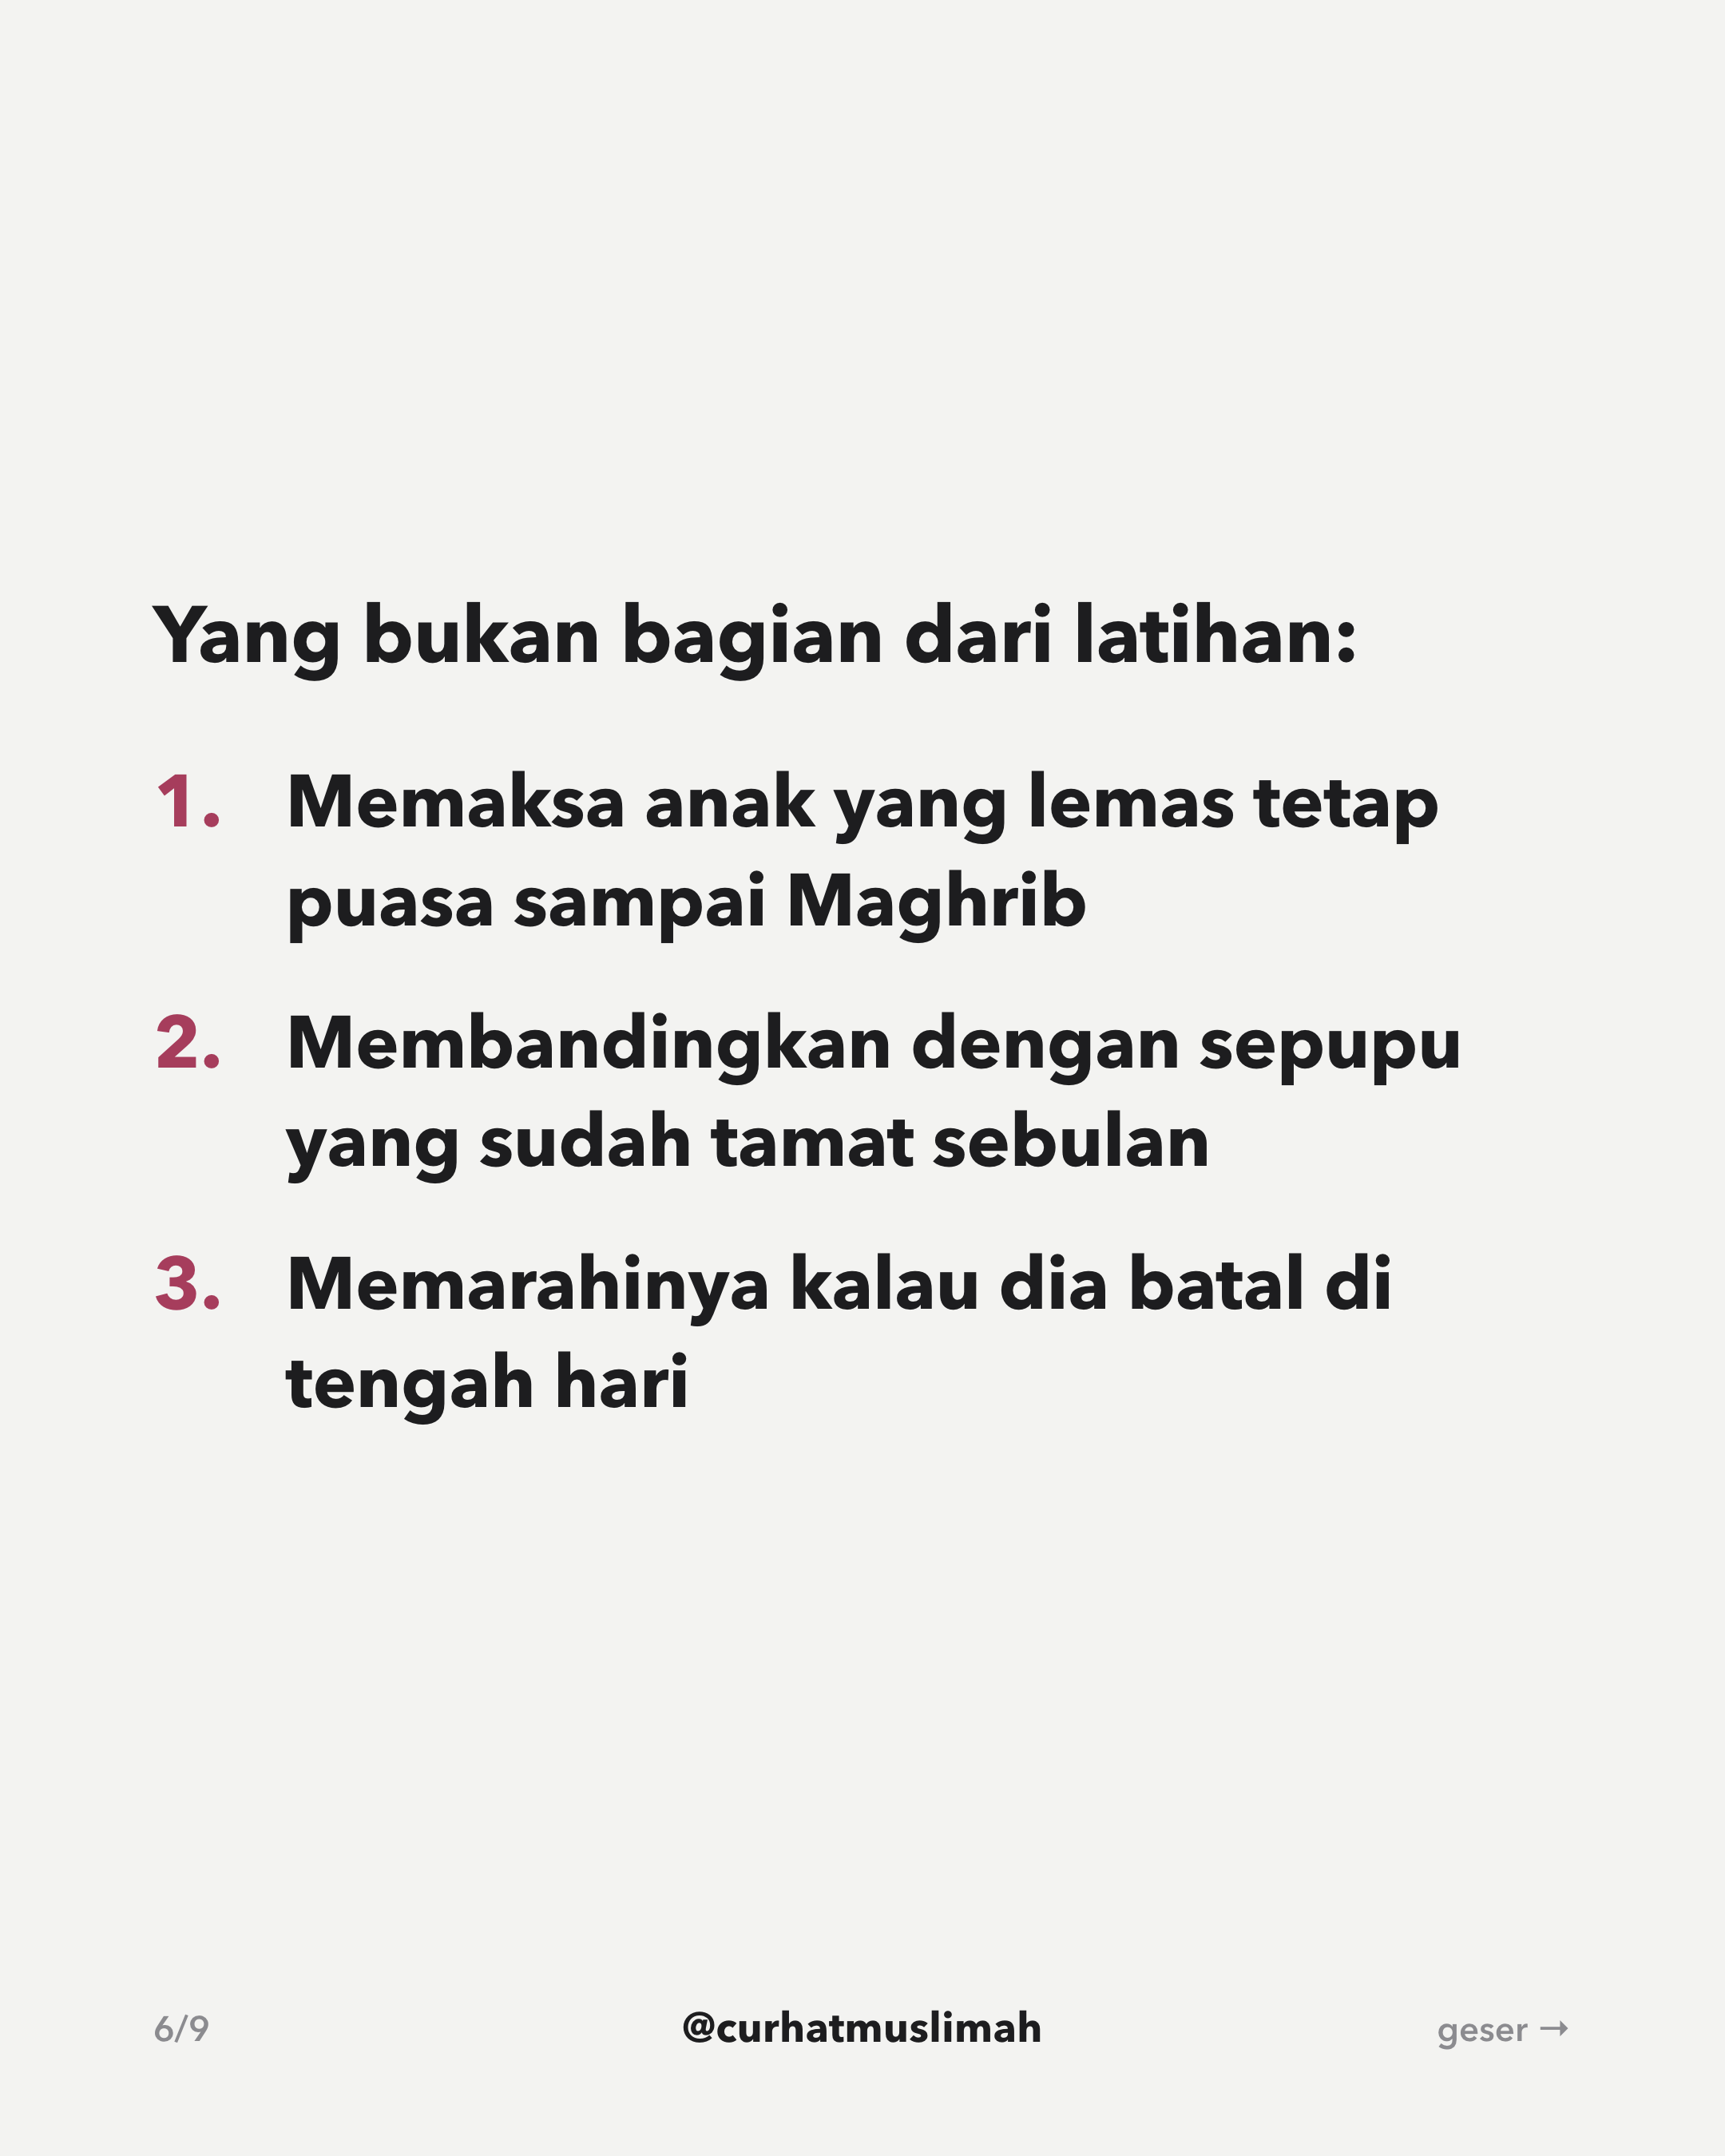 Yang bukan bagian dari latihan:
1. Memaksa anak yang lemas tetap
puasa sampai Maghrib
2. Membandingkan dengan sepupu
yang sudah tamat sebulan
3. Memarahinya kalau dia batal di
tengah hari
6/9
@curhatmuslimah
geser →